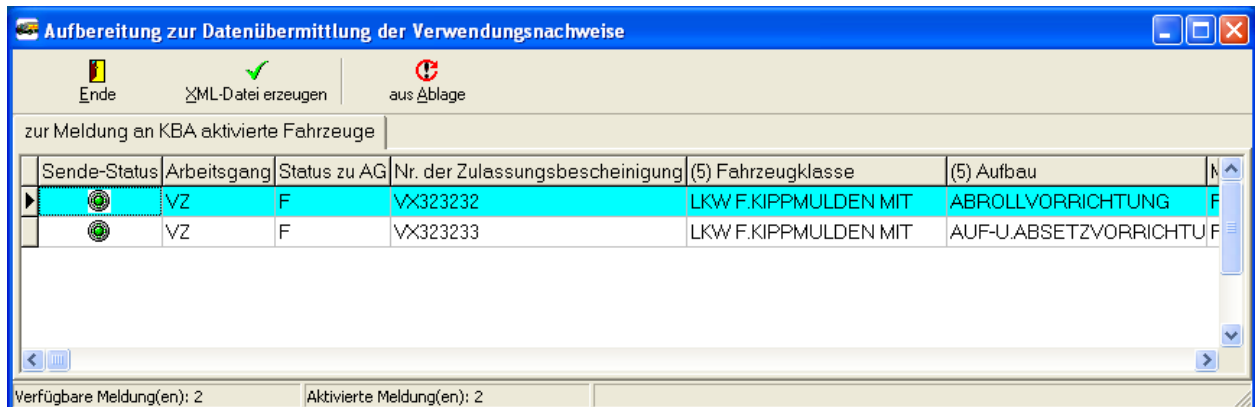 Aufbereitung zur Datenübermittlung der Verwendungsnachweise
Ende XML-Datei erzeugen aus Ablage
zur Meldung an KBA aktivierte Fahrzeuge
Sende-Status Arbeitsgang Status zu AG Nr. der Zulassungsbescheinigung (5) Fahrzeugklasse (5) Aufbau
VZ F VX323232 LKW F.KIPPMULDEN MIT ABROLLVORRICHTUNG F
VZ F VX323233 LKW F.KIPPMULDEN MIT AUF-U.ABSETZVORRICHTU F
Verfügbare Meldung(en): 2 Aktivierte Meldung(en): 2